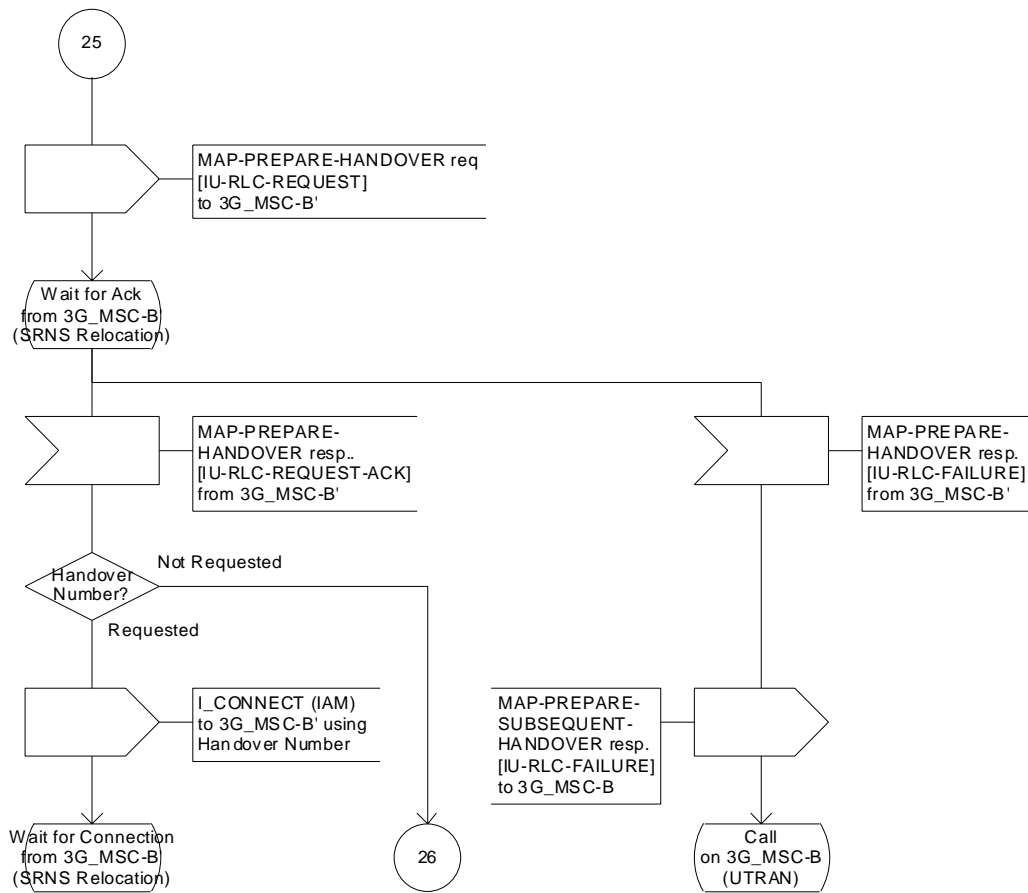 25
MAP-PREPARE-HANDOVER req
[IU-RLC-REQUEST]
to 3G_MSC-B'
Wait for Ack
from 3G_MSC-B'
(SRNS Relocation)
MAP-PREPARE-
HANDOVER resp..
[IU-RLC-REQUEST-ACK]
from 3G_MSC-B'
MAP-PREPARE-
HANDOVER resp.
[IU-RLC-FAILURE]
from 3G_MSC-B'
Handover
Number?
Not Requested
Requested
I_CONNECT (IAM)
to 3G_MSC-B' using
Handover Number
MAP-PREPARE-
SUBSEQUENT-
HANDOVER resp.
[IU-RLC-FAILURE]
to 3G_MSC-B
Wait for Connection
from 3G_MSC-B'
(SRNS Relocation)
26
Call
on 3G_MSC-B
(UTRAN)